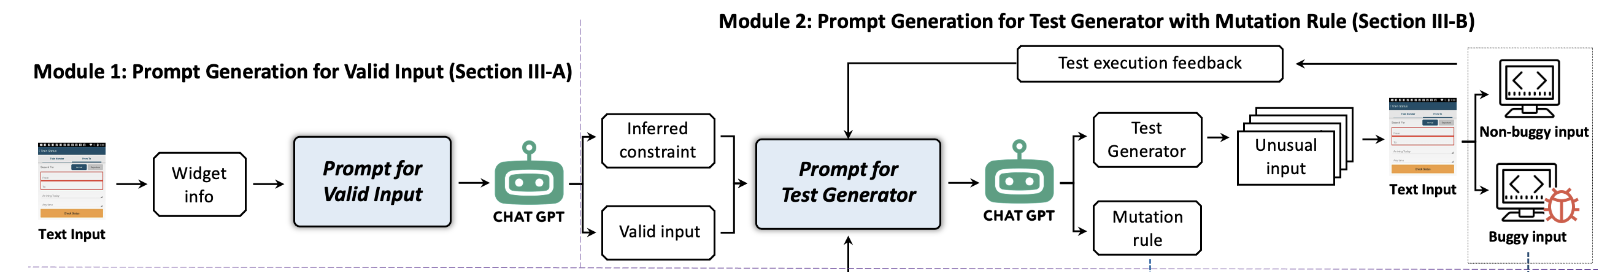 Module 2: Prompt Generation for Test Generator with Mutation Rule (Section III-B)
Module 1: Prompt Generation for Valid Input (Section III-A)
Test execution feedback
Text Input
Widget
info
Prompt for
Valid Input
CHAT GPT
Inferred
constraint
Valid input
Prompt for
Test Generator
CHAT GPT
Test
Generator
Mutation
rule
Unusual
input
Text Input
Non-buggy input
Buggy input